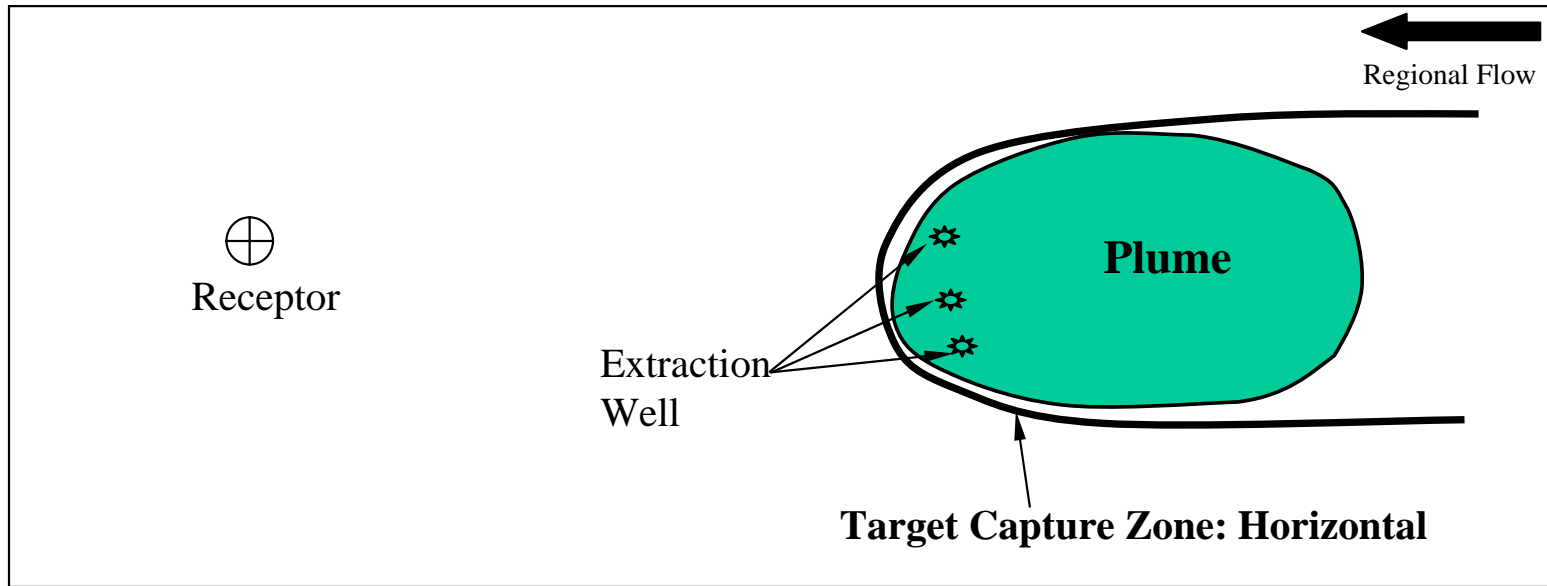 Regional Flow
Plume
Receptor
Extraction
Well
Target Capture Zone: Horizontal